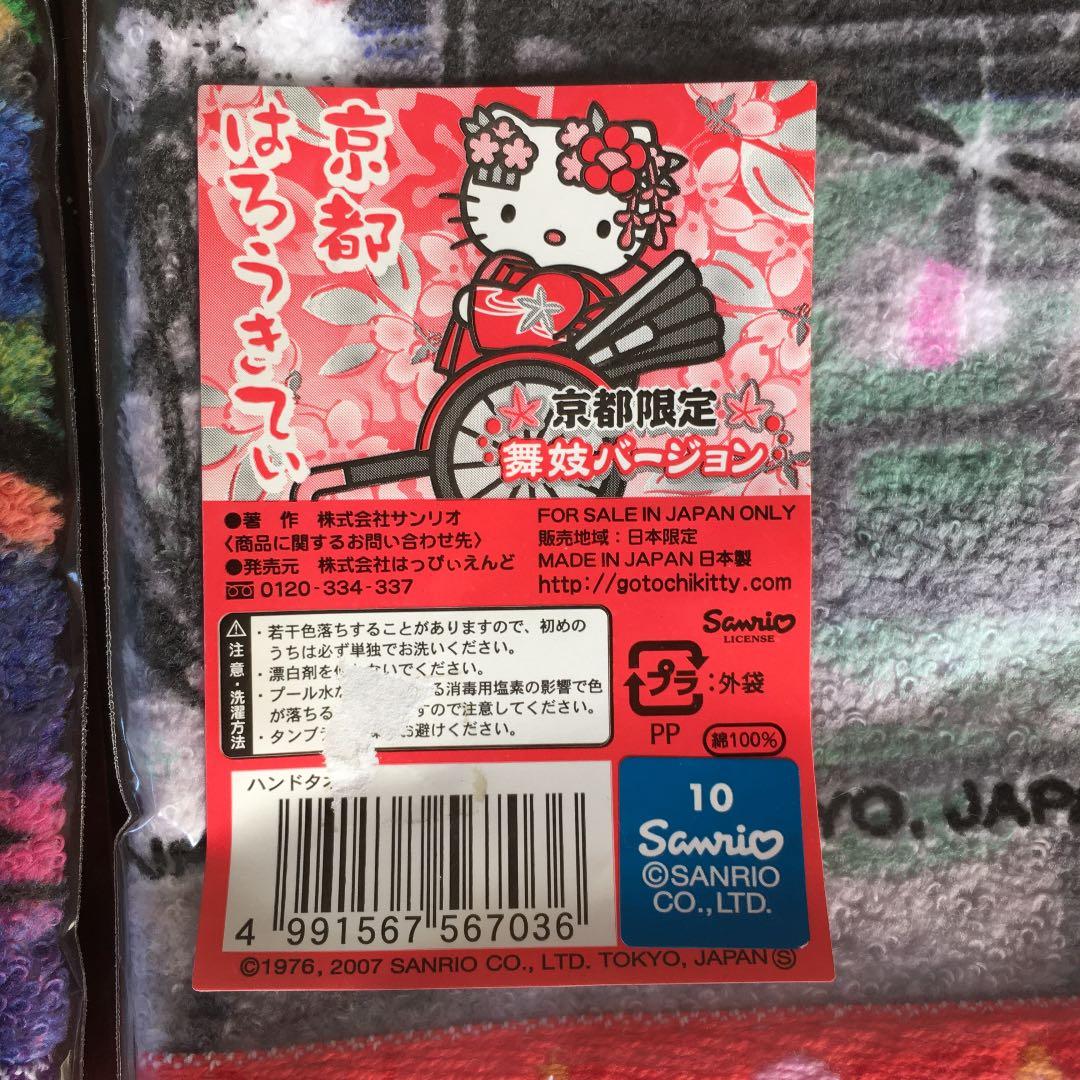 京都
はろうきてぃ
京都限定
舞妓バージョン
●著 作 株式会社サンリオ
〈商品に関するお問い合わせ先〉
●発売元 株式会社はっぴぃえんど
0120-334-337
FOR SALE IN JAPAN ONLY
販売地域：日本限定
MADE IN JAPAN 日本製
http://gotochikitty.com
Sanrio
LICENSE
注意・洗濯方法
・若干色落ちすることがありますので、初めの
うちは必ず単独でお洗いください。
・漂白剤を ないでください。
・プール水 る消毒用塩素の影響で色
が落ちる すので注意してください。
・タンブラ お避けください。
プラ：外袋
PP
綿100%
ハンドタオ
4 991567 567036
10
Sanrio
©SANRIO
CO.,LTD.
©1976, 2007 SANRIO CO., LTD. TOKYO, JAPAN Ⓢ
YO, JAP